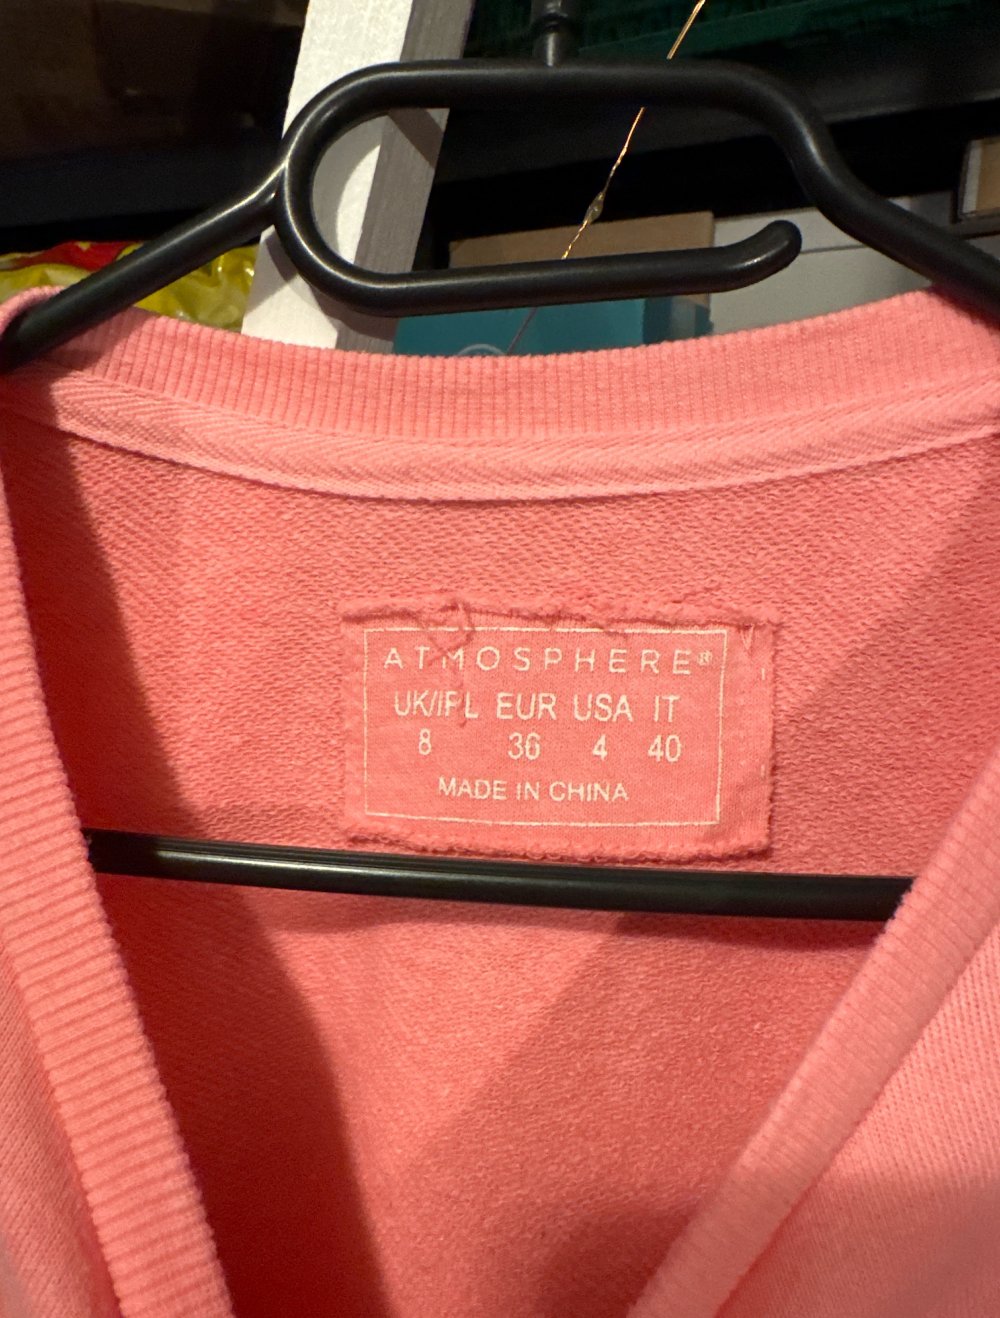 ATMOSPHERE®
UK/IRL EUR USA IT
8 36 4 40
MADE IN CHINA